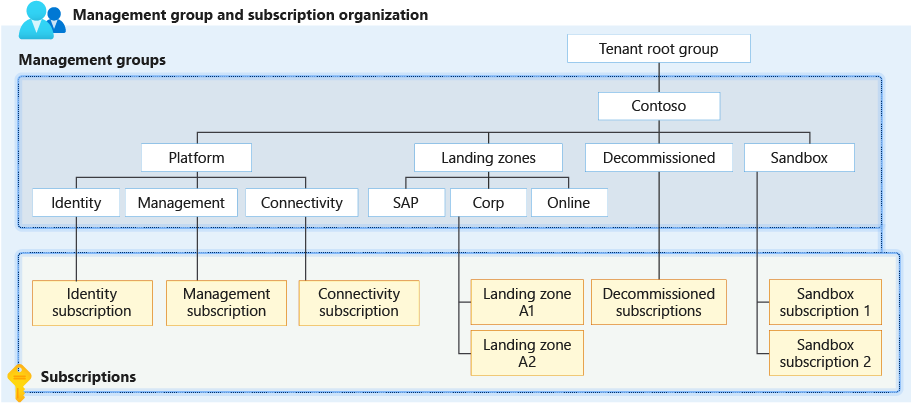 Management group and subscription organization
Tenant root group
Management groups
Contoso
Platform
Landing zones
Decommissioned
Sandbox
Identity
Management
Connectivity
SAP
Corp
Online
Identity
subscription
Management
subscription
Connectivity
subscription
Landing zone
A1
Decommissioned
subscriptions
Sandbox
subscription 1
Landing zone
A2
Sandbox
subscription 2
Subscriptions